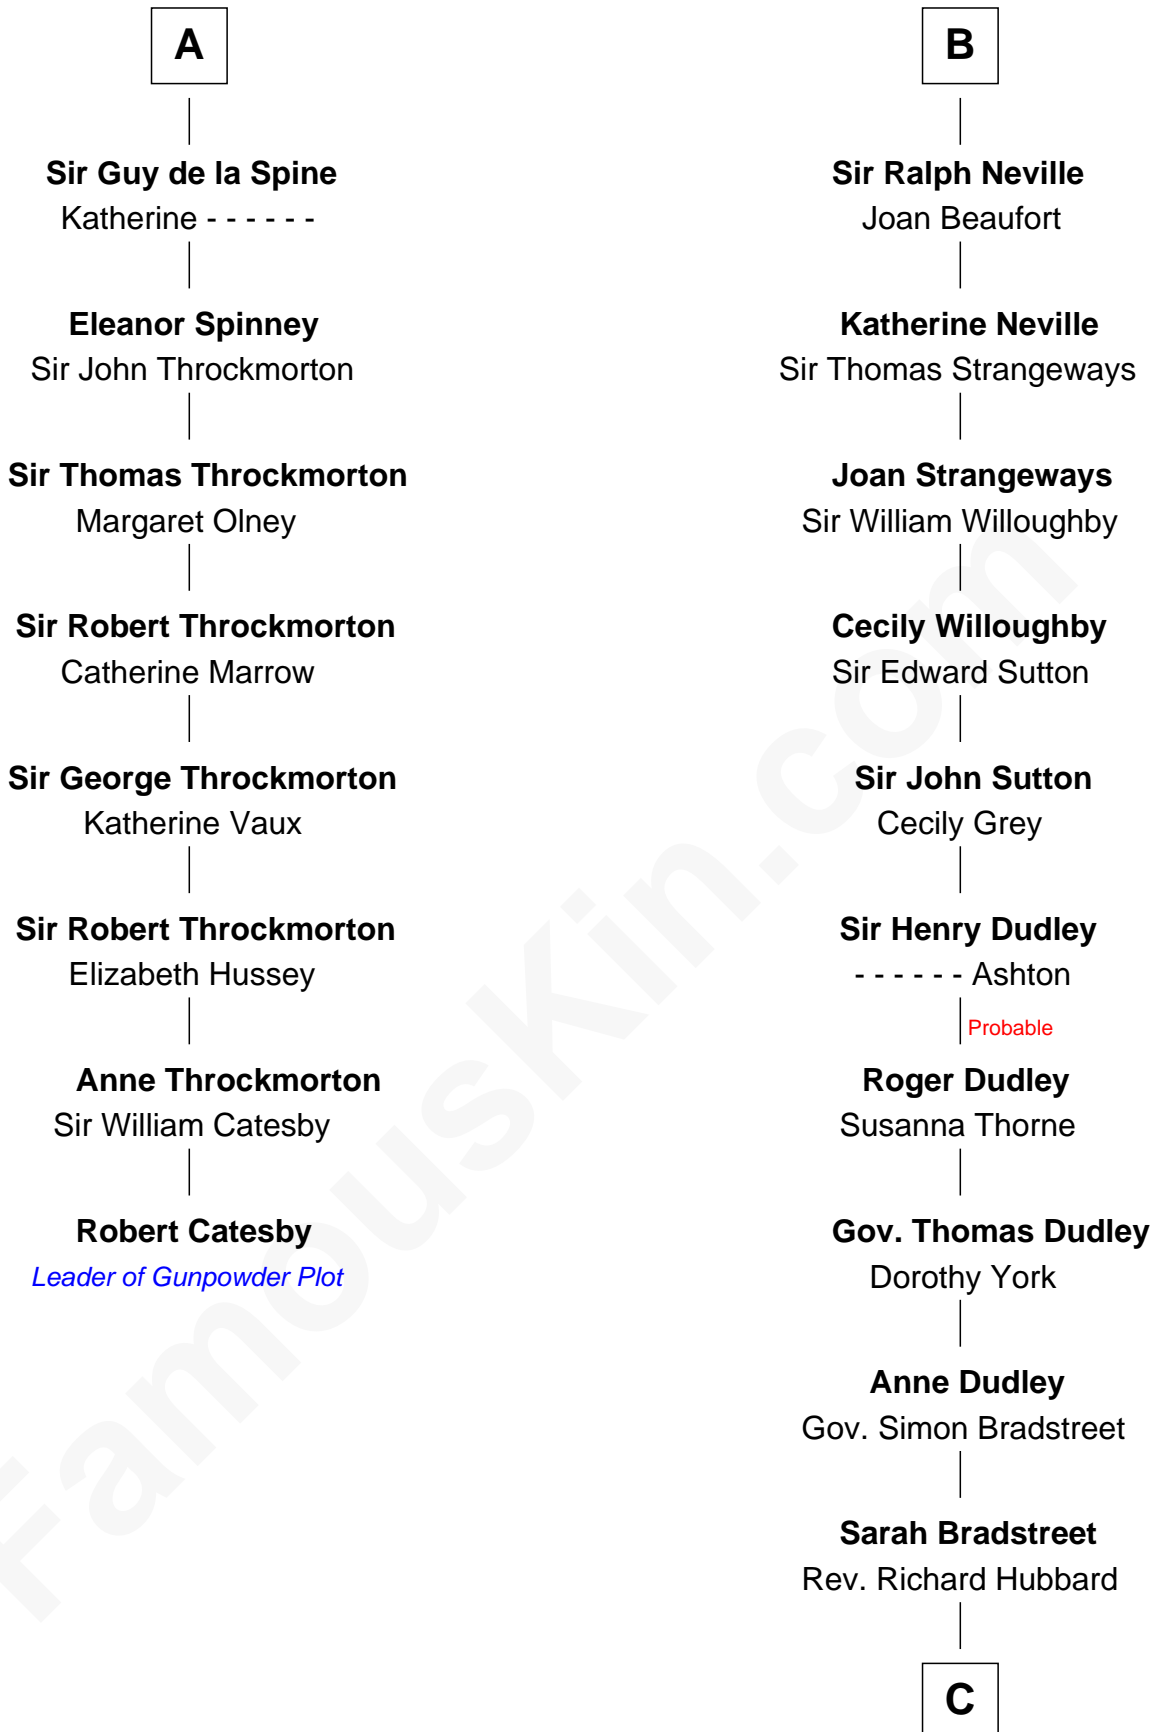 A
Sir Guy de la Spine
Katherine - - - - - -
Eleanor Spinney
Sir John Throckmorton
Sir Thomas Throckmorton
Margaret Olney
Sir Robert Throckmorton
Catherine Marrow
Sir George Throckmorton
Katherine Vaux
Sir Robert Throckmorton
Elizabeth Hussey
Anne Throckmorton
Sir William Catesby
Robert Catesby
Leader of Gunpowder Plot
B
Sir Ralph Neville
Joan Beaufort
Katherine Neville
Sir Thomas Strangeways
Joan Strangeways
Sir William Willoughby
Cecily Willoughby
Sir Edward Sutton
Sir John Sutton
Cecily Grey
Sir Henry Dudley
- - - - - - Ashton
Probable
Roger Dudley
Susanna Thorne
Gov. Thomas Dudley
Dorothy York
Anne Dudley
Gov. Simon Bradstreet
Sarah Bradstreet
Rev. Richard Hubbard
C
FamousKin.com